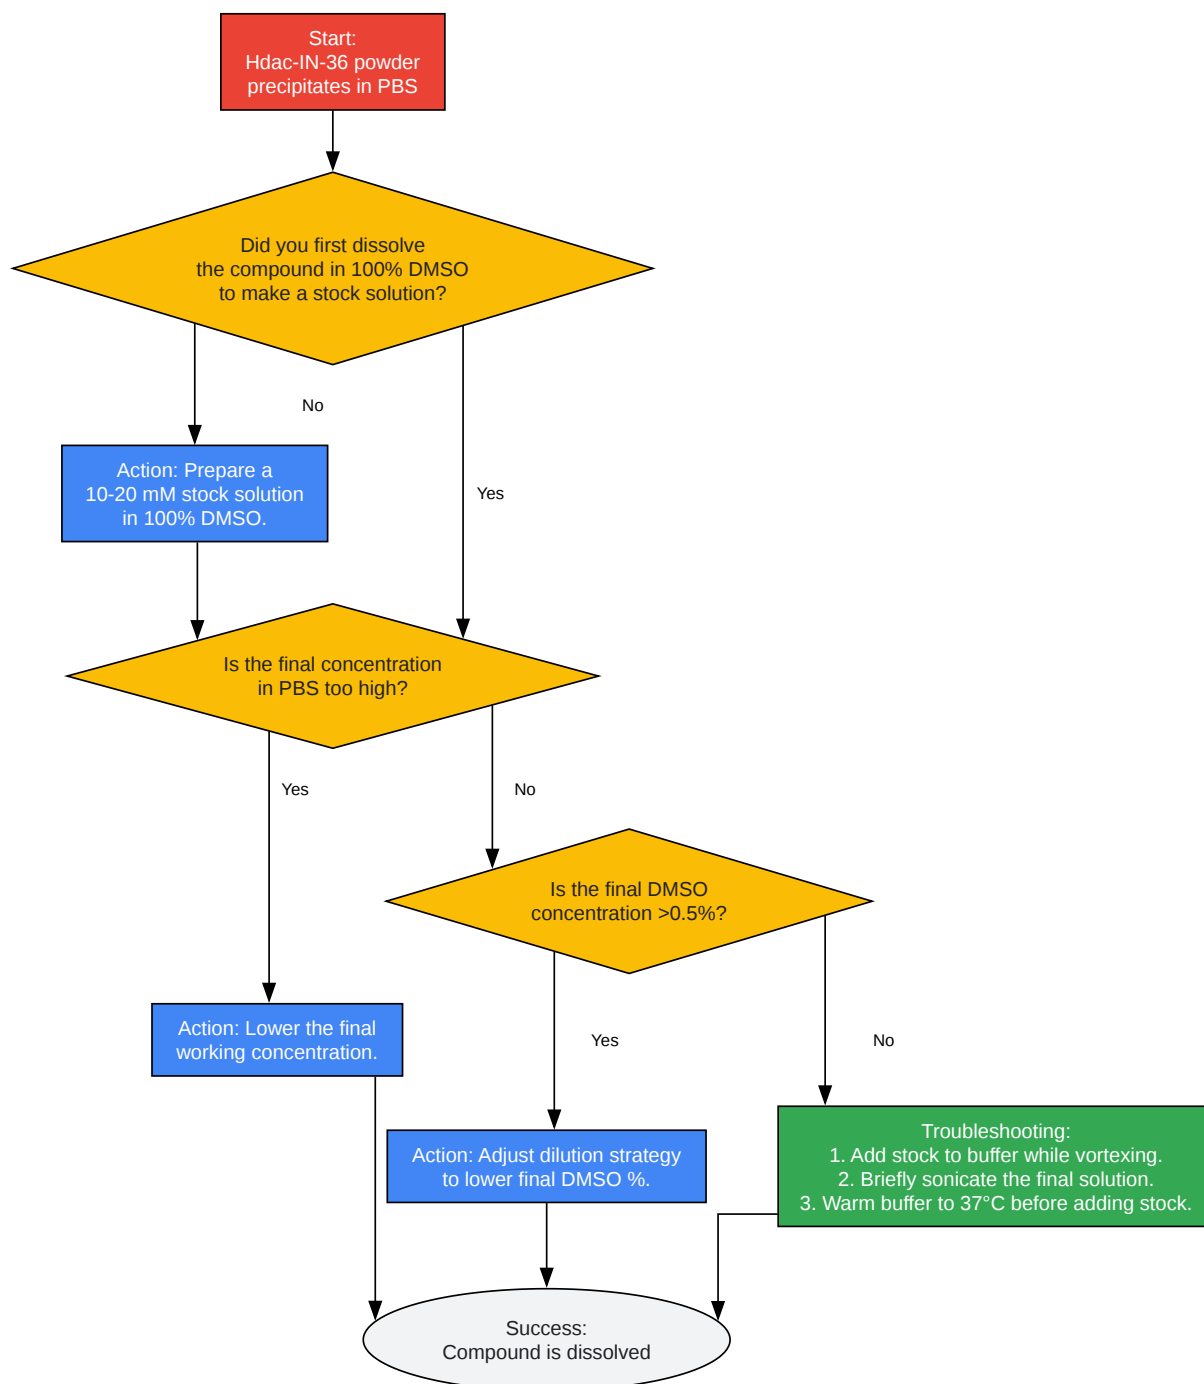 Start:
Hdac-IN-36 powder
precipitates in PBS
Did you first dissolve
the compound in 100% DMSO
to make a stock solution?
No
Action: Prepare a
10-20 mM stock solution
in 100% DMSO.
Yes
Is the final concentration
in PBS too high?
Yes
No
Is the final DMSO
concentration >0.5%?
Action: Lower the final
working concentration.
Yes
No
Action: Adjust dilution strategy
to lower final DMSO %.
Troubleshooting:
1. Add stock to buffer while vortexing.
2. Briefly sonicate the final solution.
3. Warm buffer to 37°C before adding stock.
Success:
Compound is dissolved